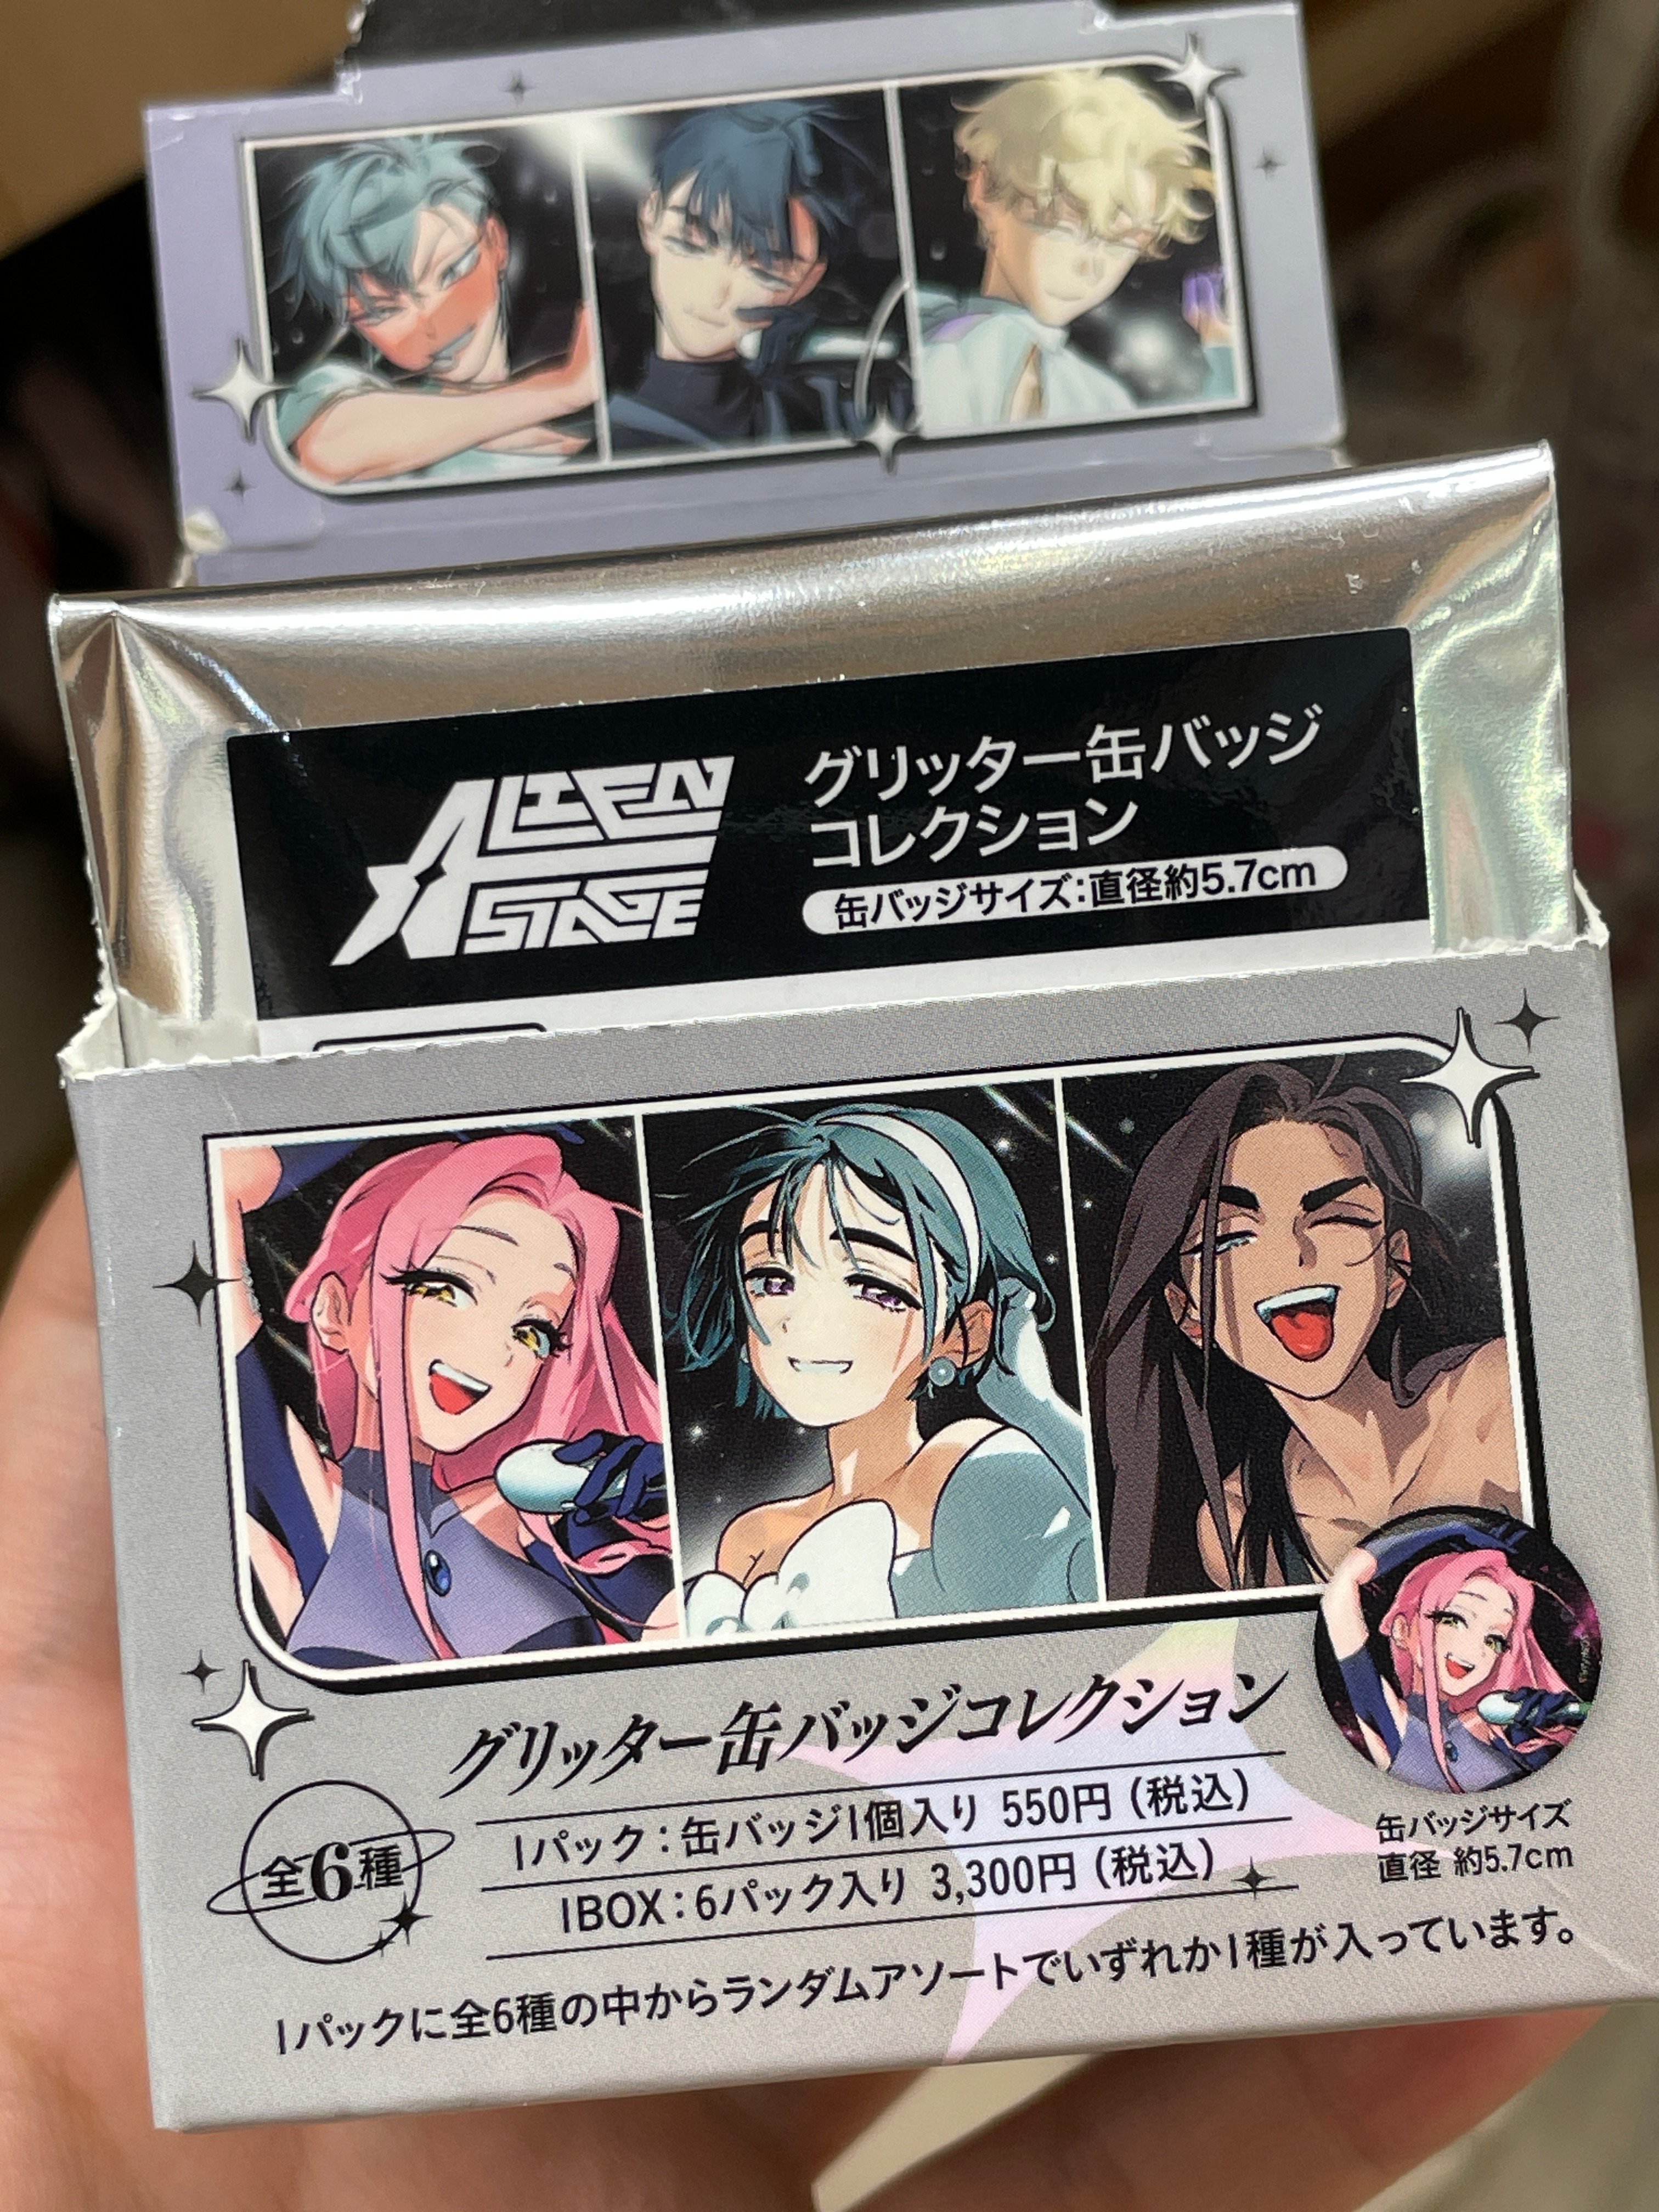 ALIEN STAGE
グリッター缶バッジ
コレクション
缶バッジサイズ:直径約5.7cm
グリッター缶バッジコレクション
全6種
1パック:缶バッジ1個入り 550円(税込)
1BOX:6パック入り 3,300円(税込)
缶バッジサイズ
直径 約5.7cm
1パックに全6種の中からランダムアソートでいずれか1種が入っています。